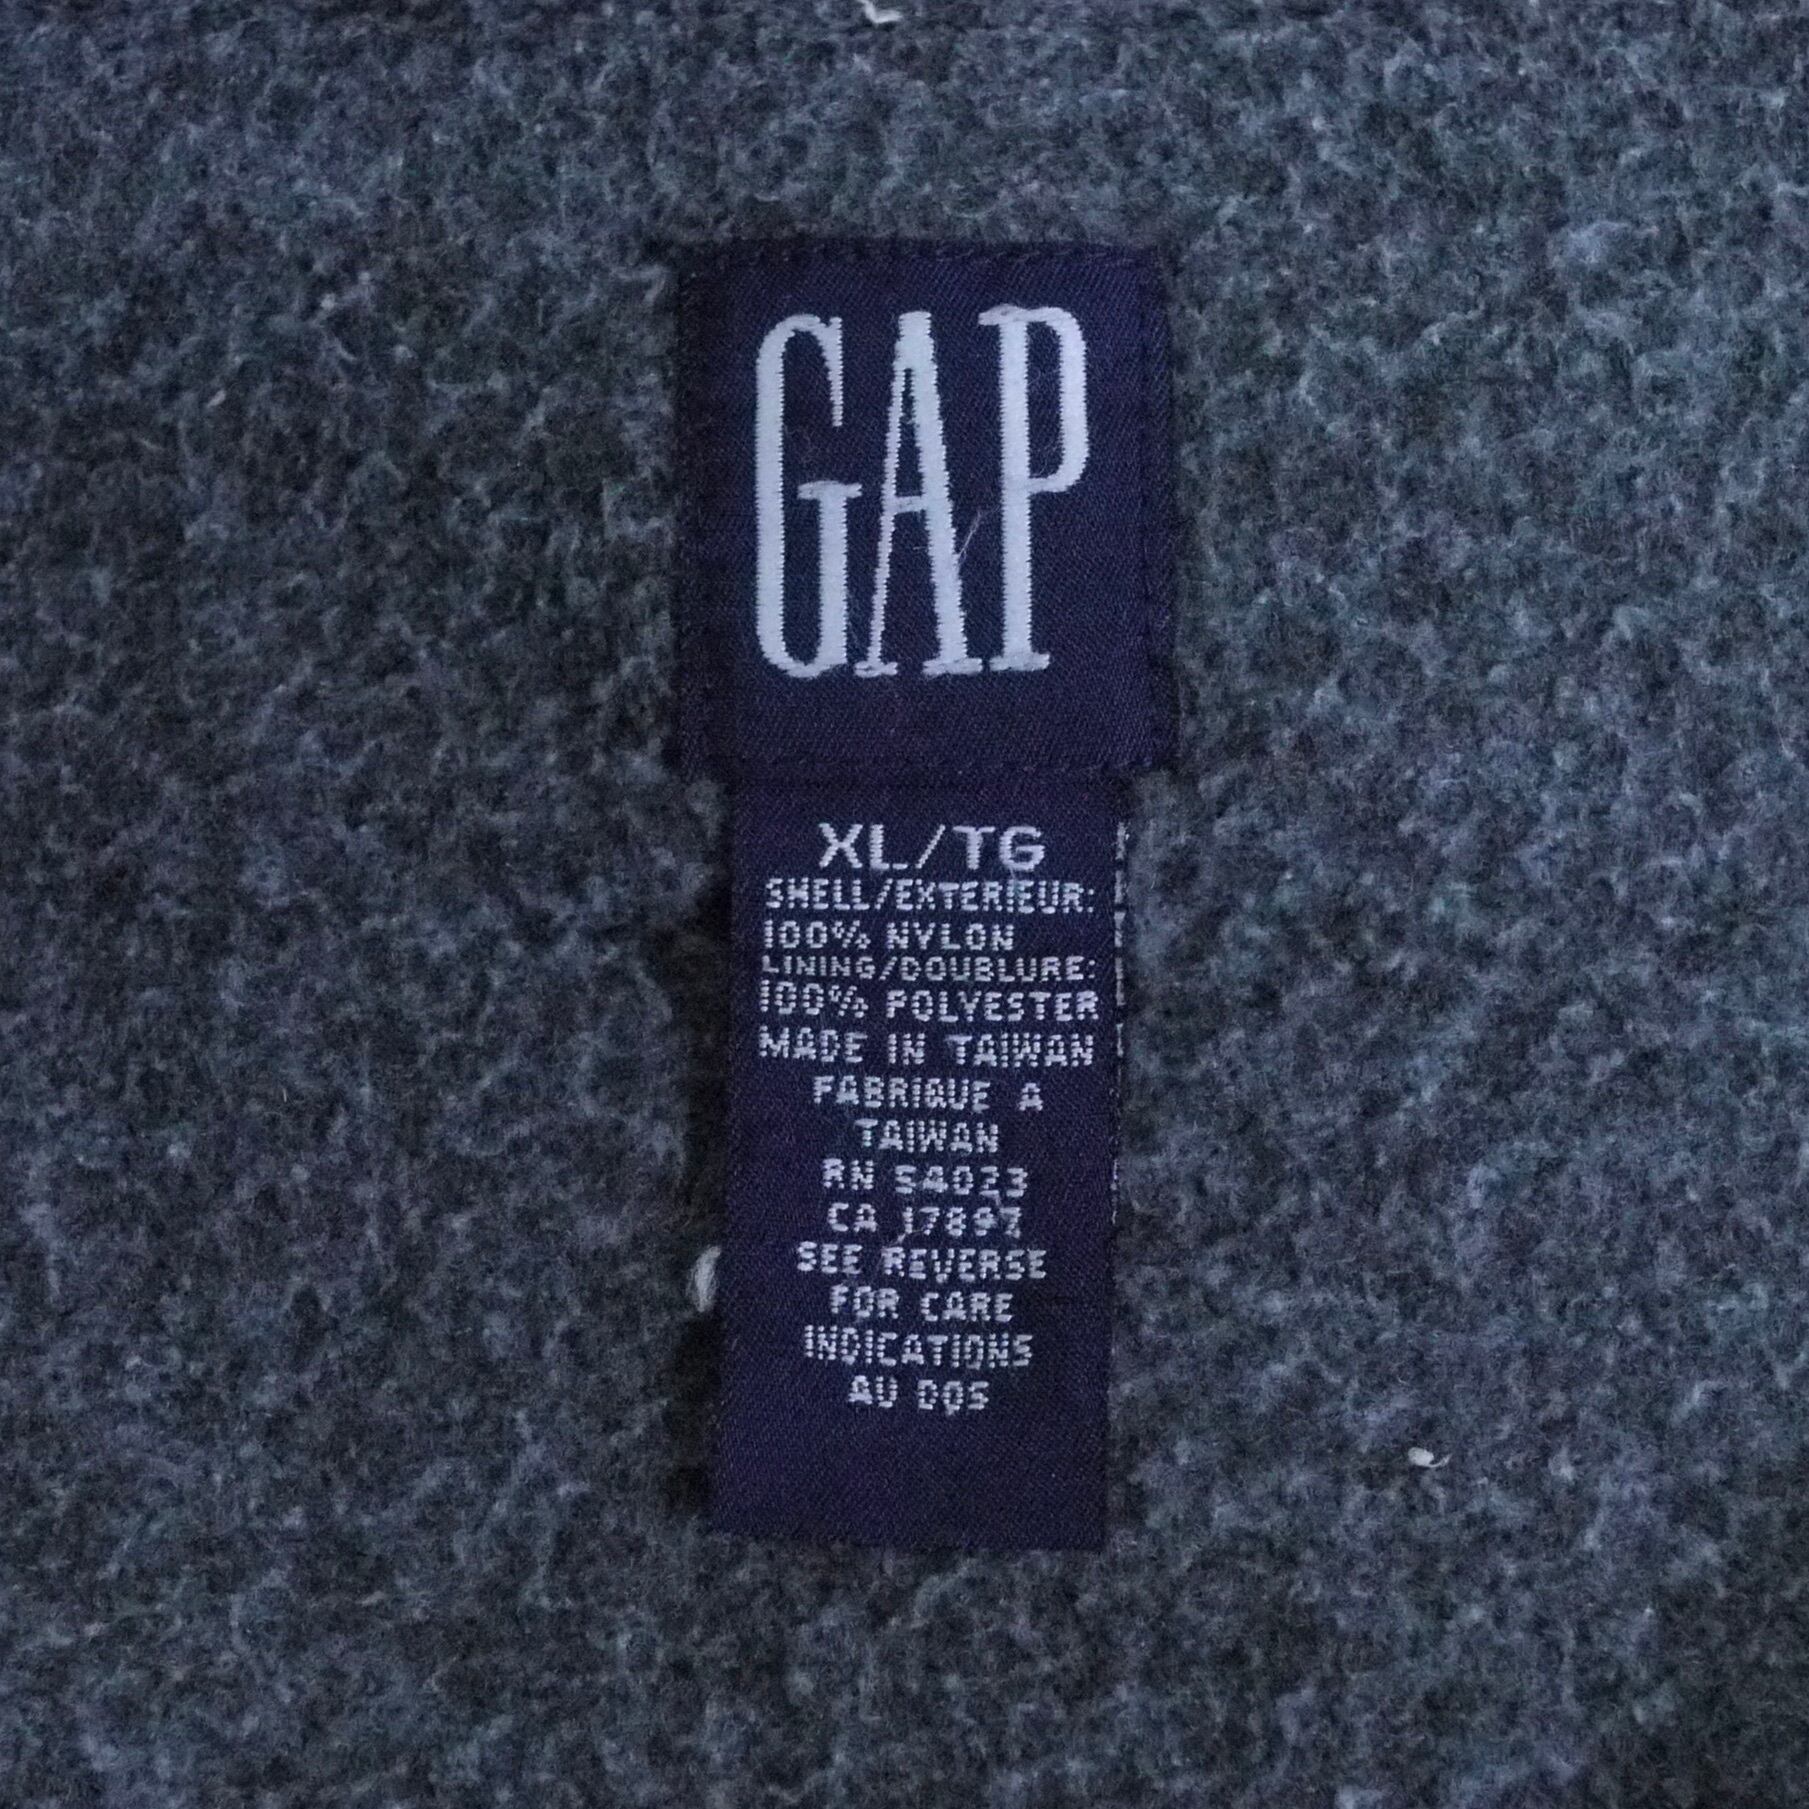 GAP
XL/TG
SHELL/EXTERIEUR:
100% NYLON
LINING/DOUBLURE:
100% POLYESTER
MADE IN TAIWAN
FABRIQUE A
TAIWAN
RN 54023
CA 17897
SEE REVERSE
FOR CARE
INDICATIONS
AU DOS